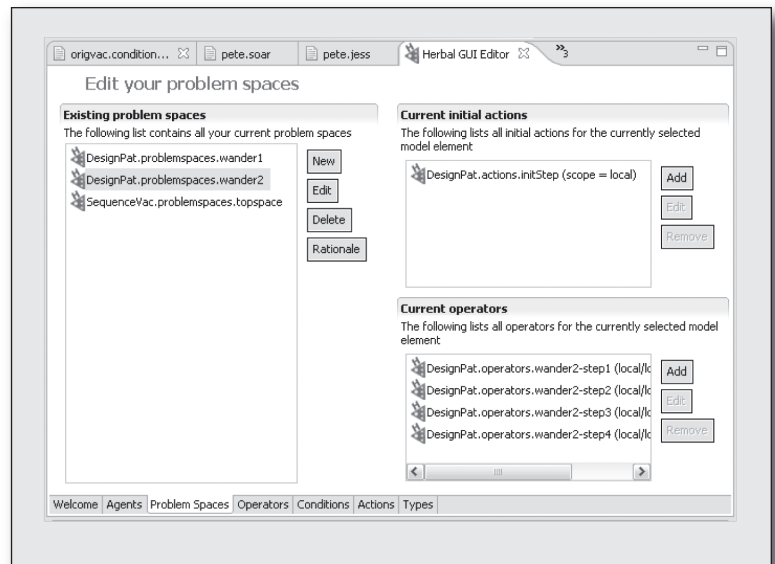 origvac.condition...
pete.soar
pete.jess
Herbal GUI Editor
»3
Edit your problem spaces
Existing problem spaces
The following list contains all your current problem spaces
DesignPat.problemspaces.wander1
DesignPat.problemspaces.wander2
SequenceVac.problemspaces.topspace
New
Edit
Delete
Rationale
Current initial actions
The following lists all initial actions for the currently selected
model element
DesignPat.actions.initStep (scope = local)
Add
Edit
Remove
Current operators
The following lists all operators for the currently selected model
element
DesignPat.operators.wander2-step1 (local/lo
DesignPat.operators.wander2-step2 (local/lo
DesignPat.operators.wander2-step3 (local/lo
DesignPat.operators.wander2-step4 (local/lo
Add
Edit
Remove
Welcome Agents Problem Spaces Operators Conditions Actions Types